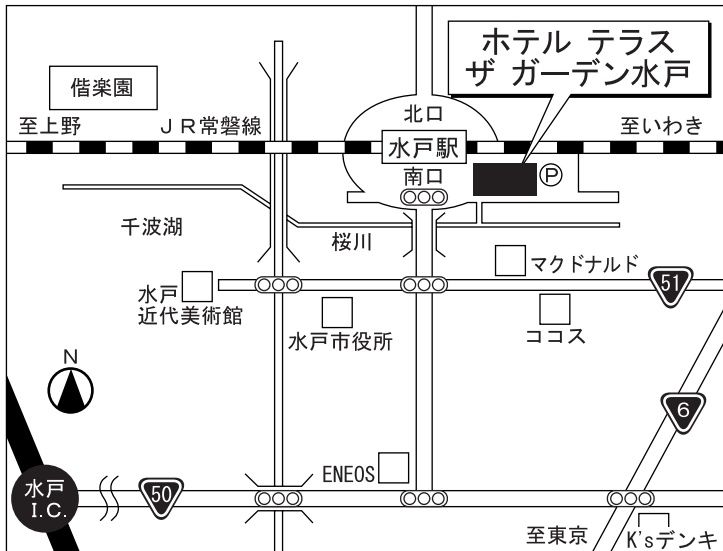 ホテル テラス
ザ ガーデン水戸
偕楽園
北口
至上野
JR常磐線
水戸駅
至いわき
南口
P
千波湖
桜川
マクドナルド
51
水戸
近代美術館
水戸市役所
ココス
N
6
ENEOS
水戸
I.C.
50
至東京
K'sデンキ